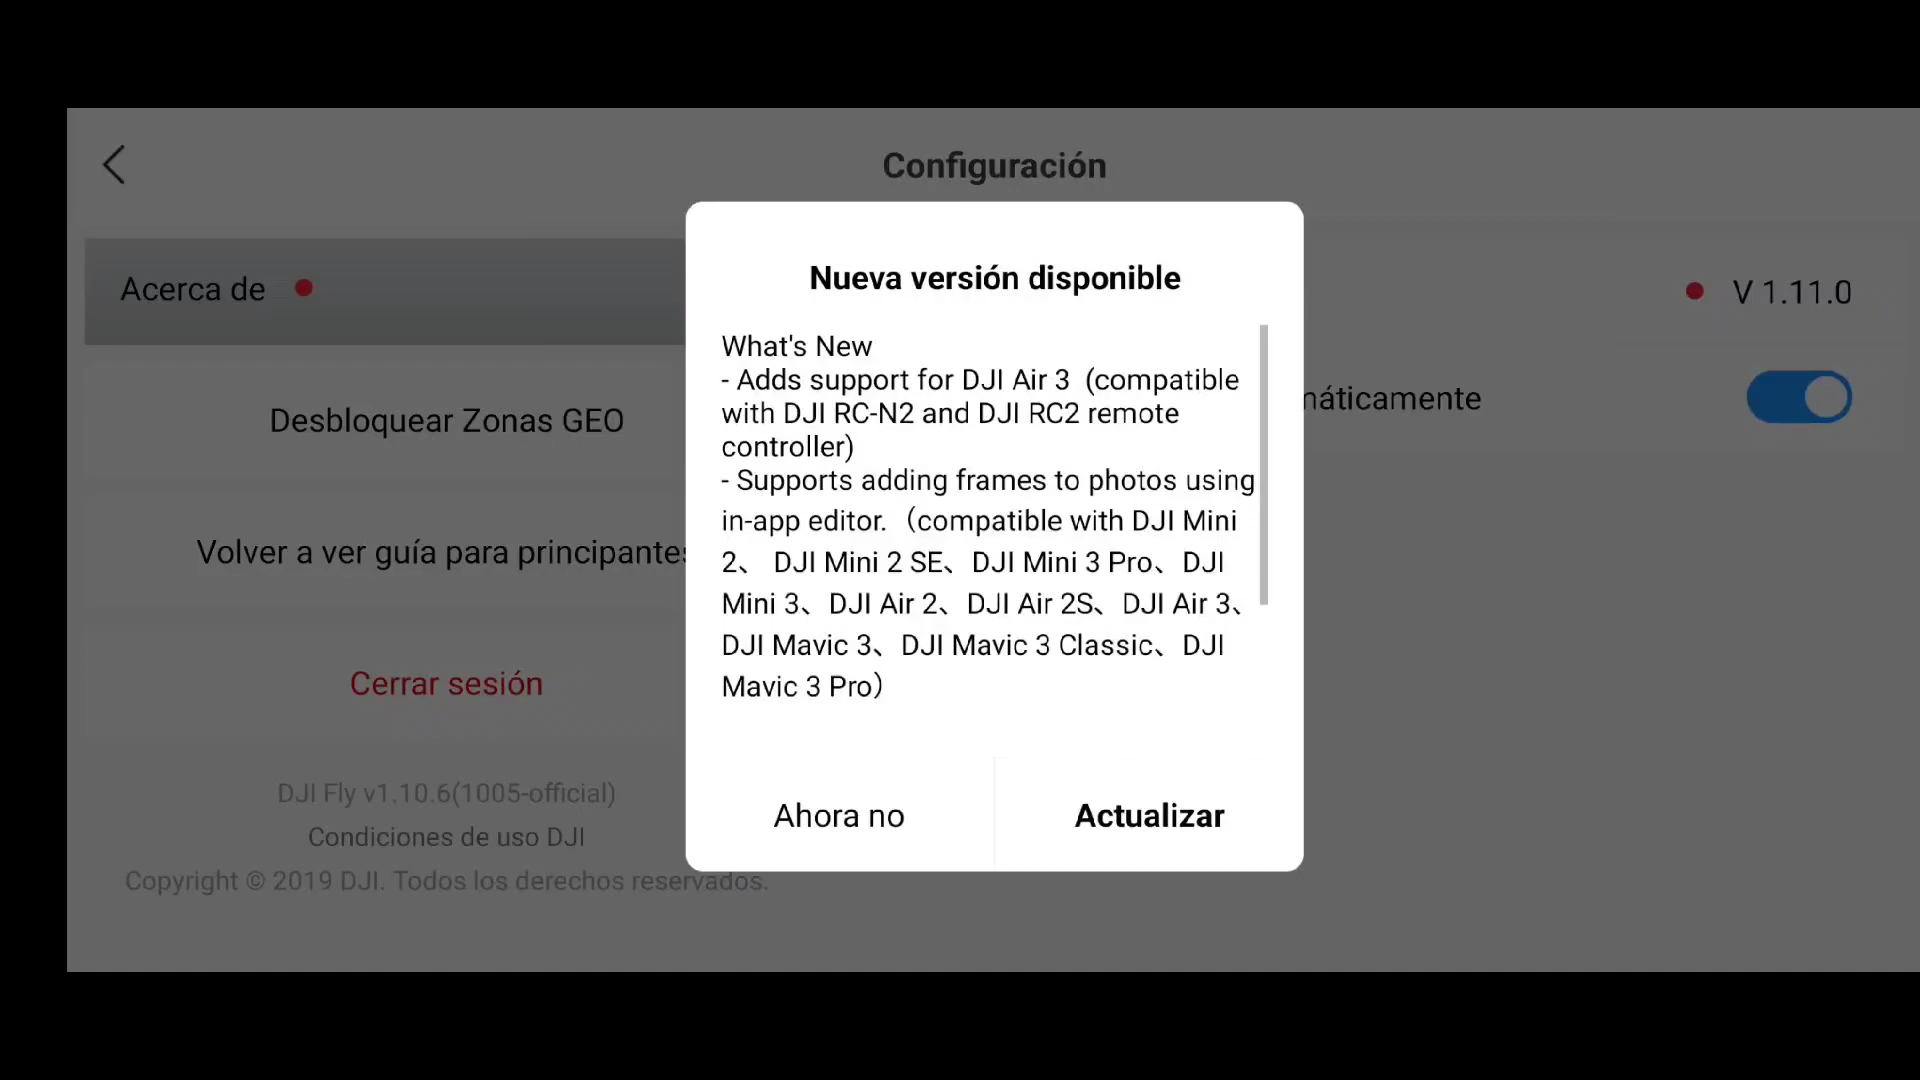 Configuración
Acerca de
V 1.11.0
Desbloquear Zonas GEO
máticamente
Volver a ver guía para principantes
Cerrar sesión
DJI Fly v1.10.6(1005-official)
Condiciones de uso DJI
Copyright © 2019 DJI. Todos los derechos reservados.
Nueva versión disponible
What's New
- Adds support for DJI Air 3  (compatible
with DJI RC-N2 and DJI RC2 remote
controller)
- Supports adding frames to photos using
in-app editor.（compatible with DJI Mini
2、 DJI Mini 2 SE、DJI Mini 3 Pro、DJI
Mini 3、DJI Air 2、DJI Air 2S、DJI Air 3、
DJI Mavic 3、DJI Mavic 3 Classic、DJI
Mavic 3 Pro）
Ahora no
Actualizar